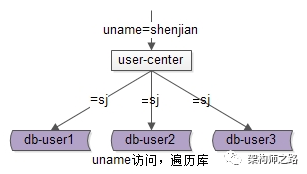 uname=shenjian
user-center
=sj
=sj
=sj
db-user1
db-user2
db-user3
uname访问，遍历库
架构师之路